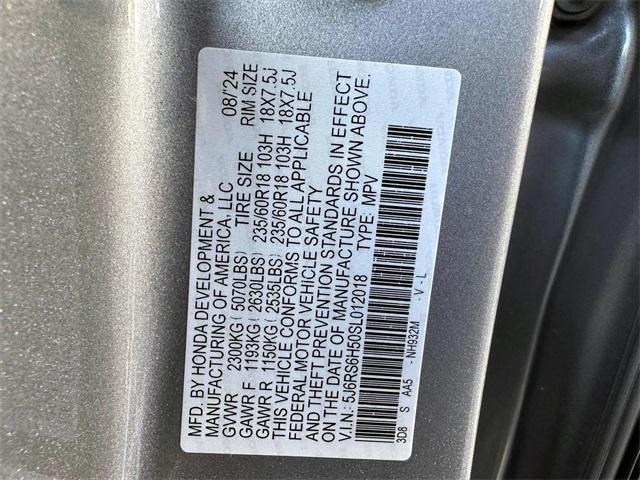 MFD. BY HONDA DEVELOPMENT & 08/'24
MANUFACTURING OF AMERICA, LLC
GVWR 2300KG ( 5070LBS) TIRE SIZE RIM SIZE
GAWR F 1193KG ( 2630LBS) 235/60R18 103H 18X7.5J
GAWR R 1150KG ( 2535LBS) 235/60R18 103H 18X7.5J
THIS VEHICLE CONFORMS TO ALL APPLICABLE
FEDERAL MOTOR VEHICLE SAFETY
AND THEFT PREVENTION STANDARDS IN EFFECT
ON THE DATE OF MANUFACTURE SHOWN ABOVE.
V.I.N.: 5J6RS6H50SL012018 TYPE: MPV
3D8 S AA5 - NH932M - V - L